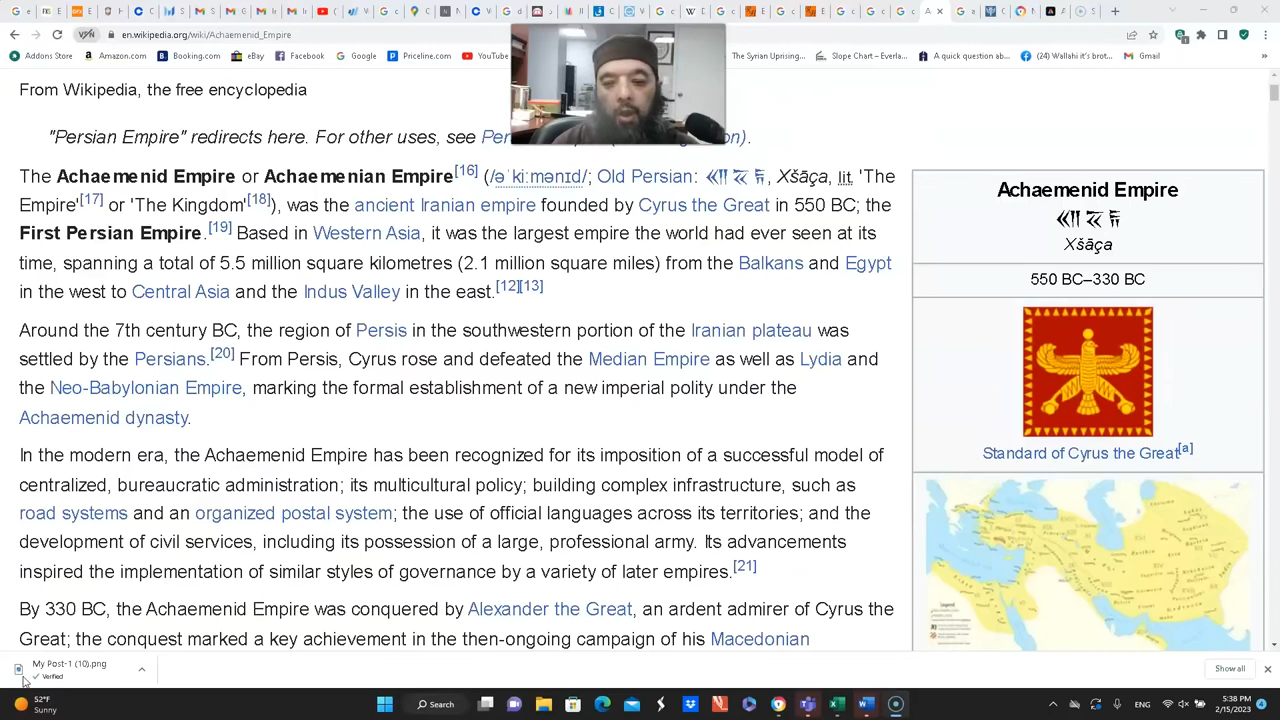 en.wikipedia.org/wiki/Achaemenid_Empire
Addons Store Amazon.com Booking.com eBay Facebook Google Priceline.com YouTube The Syrian Uprising... Slope Chart – Everla... A quick question ab... (24) Wallahi it's brot... Gmail
From Wikipedia, the free encyclopedia
"Persian Empire" redirects here. For other uses, see
The Achaemenid Empire or Achaemenian Empire[16] (/əˈkiːmənɪd/; Old Persian: 𐎧𐏁𐏂, Xšāça, lit. 'The
Empire'[17] or 'The Kingdom'[18]), was the ancient Iranian empire founded by Cyrus the Great in 550 BC; the
First Persian Empire.[19] Based in Western Asia, it was the largest empire the world had ever seen at its
time, spanning a total of 5.5 million square kilometres (2.1 million square miles) from the Balkans and Egypt
in the west to Central Asia and the Indus Valley in the east.[12][13]
Around the 7th century BC, the region of Persis in the southwestern portion of the Iranian plateau was
settled by the Persians.[20] From Persis, Cyrus rose and defeated the Median Empire as well as Lydia and
the Neo-Babylonian Empire, marking the formal establishment of a new imperial polity under the
Achaemenid dynasty.
In the modern era, the Achaemenid Empire has been recognized for its imposition of a successful model of
centralized, bureaucratic administration; its multicultural policy; building complex infrastructure, such as
road systems and an organized postal system; the use of official languages across its territories; and the
development of civil services, including its possession of a large, professional army. Its advancements
inspired the implementation of similar styles of governance by a variety of later empires.[21]
By 330 BC, the Achaemenid Empire was conquered by Alexander the Great, an ardent admirer of Cyrus the
Great; the conquest marked a key achievement in the then-ongoing campaign of his Macedonian
Achaemenid Empire
𐎧𐏁𐏂
Xšāça
550 BC–330 BC
Standard of Cyrus the Great[a]
My Post-1 (10).png
Verified
Show all
52°F
Sunny
Search
ENG
5:38 PM
2/15/2023